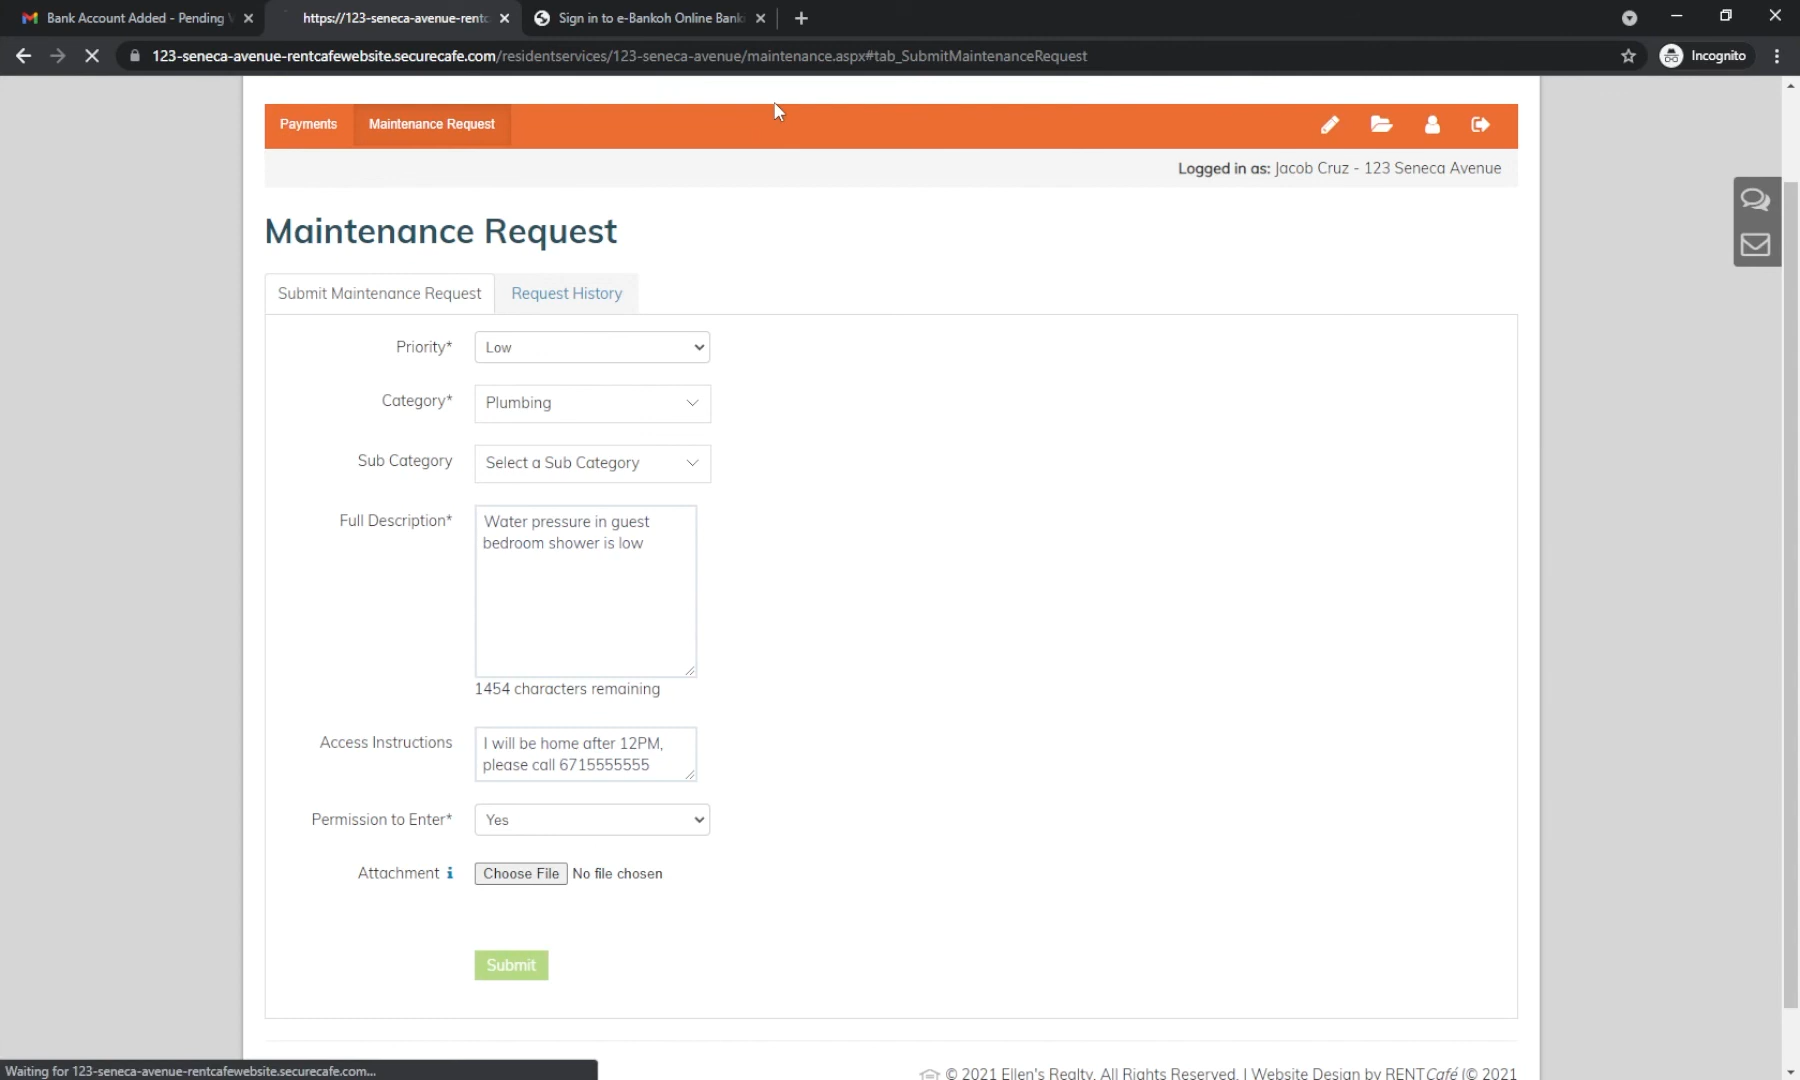 Bank Account Added - Pending V
https://123-seneca-avenue-rentc
Sign in to e-Bankoh Online Bank
123-seneca-avenue-rentcafewebsite.securecafe.com/residentservices/123-seneca-avenue/maintenance.aspx#tab_SubmitMaintenanceRequest
Incognito
Payments
Maintenance Request
Logged in as: Jacob Cruz - 123 Seneca Avenue
Maintenance Request
Submit Maintenance Request
Request History
Priority*
Low
Category*
Plumbing
Sub Category
Select a Sub Category
Full Description*
Water pressure in guest
bedroom shower is low
1454 characters remaining
Access Instructions
I will be home after 12PM,
please call 6715555555
Permission to Enter*
Yes
Attachment i
Choose File No file chosen
Submit
© 2021 Ellen's Realty. All Rights Reserved. | Website Design by RENTCafé (© 2021
Waiting for 123-seneca-avenue-rentcafewebsite.securecafe.com...